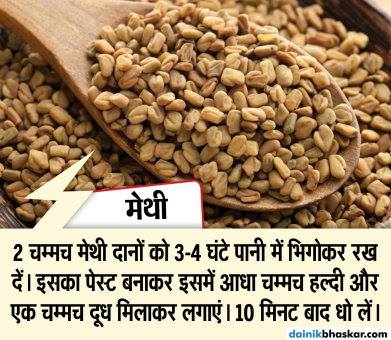 मेथी
2 चम्मच मेथी दानों को 3-4 घंटे पानी में भिगोकर रख
दें। इसका पेस्ट बनाकर इसमें आधा चम्मच हल्दी और
एक चम्मच दूध मिलाकर लगाएं। 10 मिनट बाद धो लें।
dainikbhaskar.com